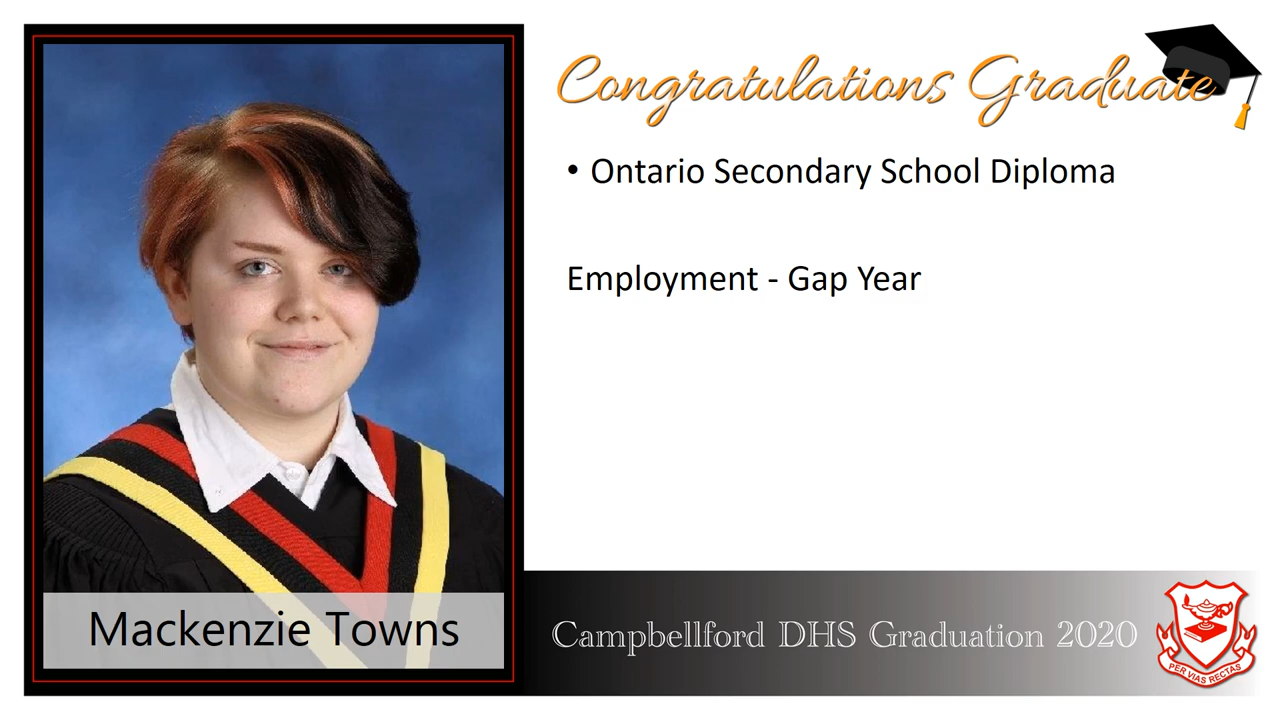 Congratulations Graduate
• Ontario Secondary School Diploma
Employment - Gap Year
Mackenzie Towns
Campbellford DHS Graduation 2020
PER VIAS RECTAS